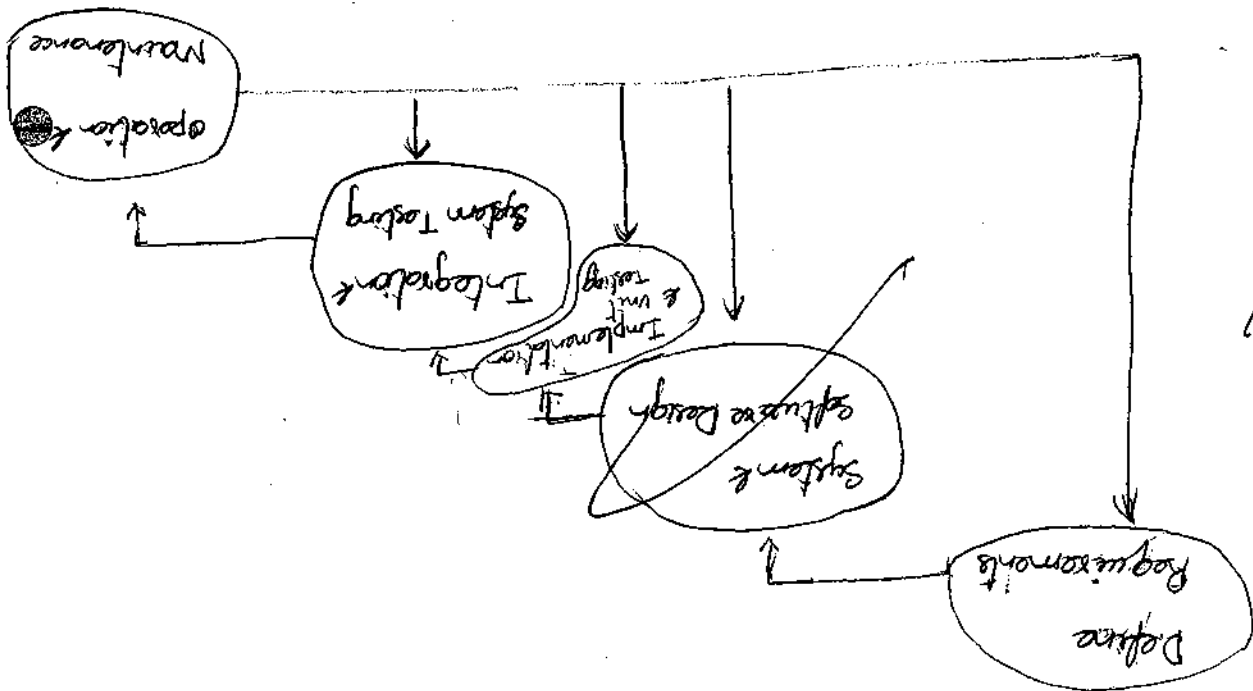 Define
Requirements
System &
Software Design
Implementation
& Unit
Testing
Integration &
System Testing
Operation &
Maintenance